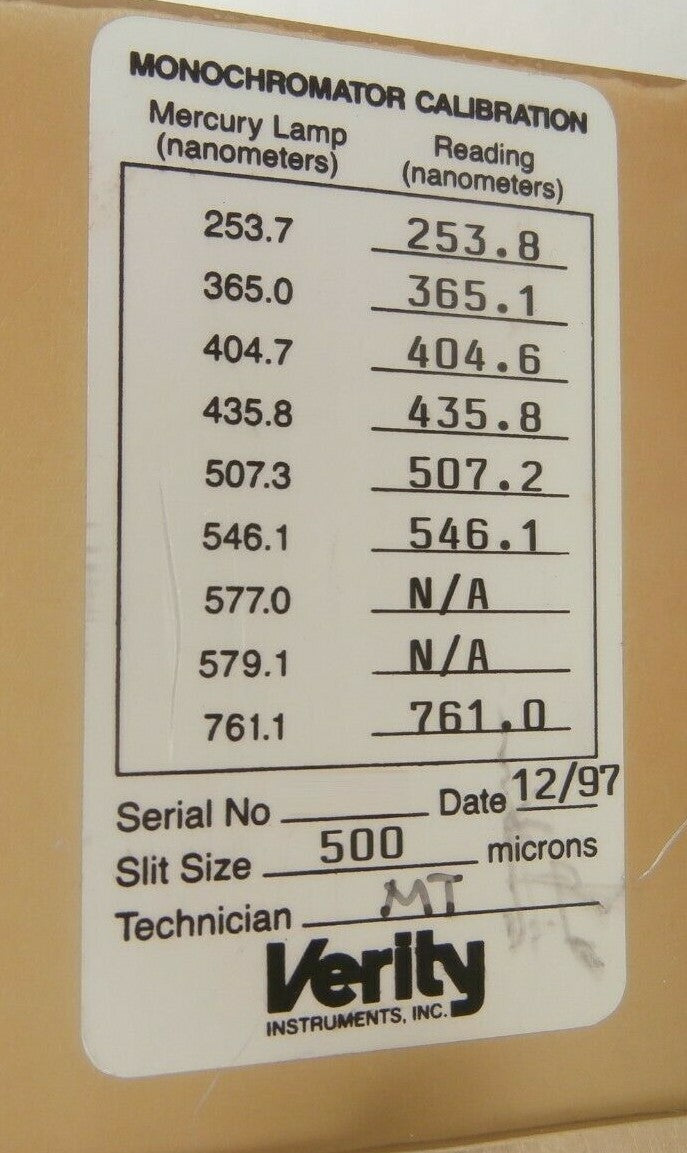 MONOCHROMATOR CALIBRATION
Mercury Lamp Reading
(nanometers) (nanometers)
253.7 253.8
365.0 365.1
404.7 404.6
435.8 435.8
507.3 507.2
546.1 546.1
577.0 N/A
579.1 N/A
761.1 761.0
Serial No Date 12/97
Slit Size 500 microns
Technician MT
Verity
INSTRUMENTS, INC.